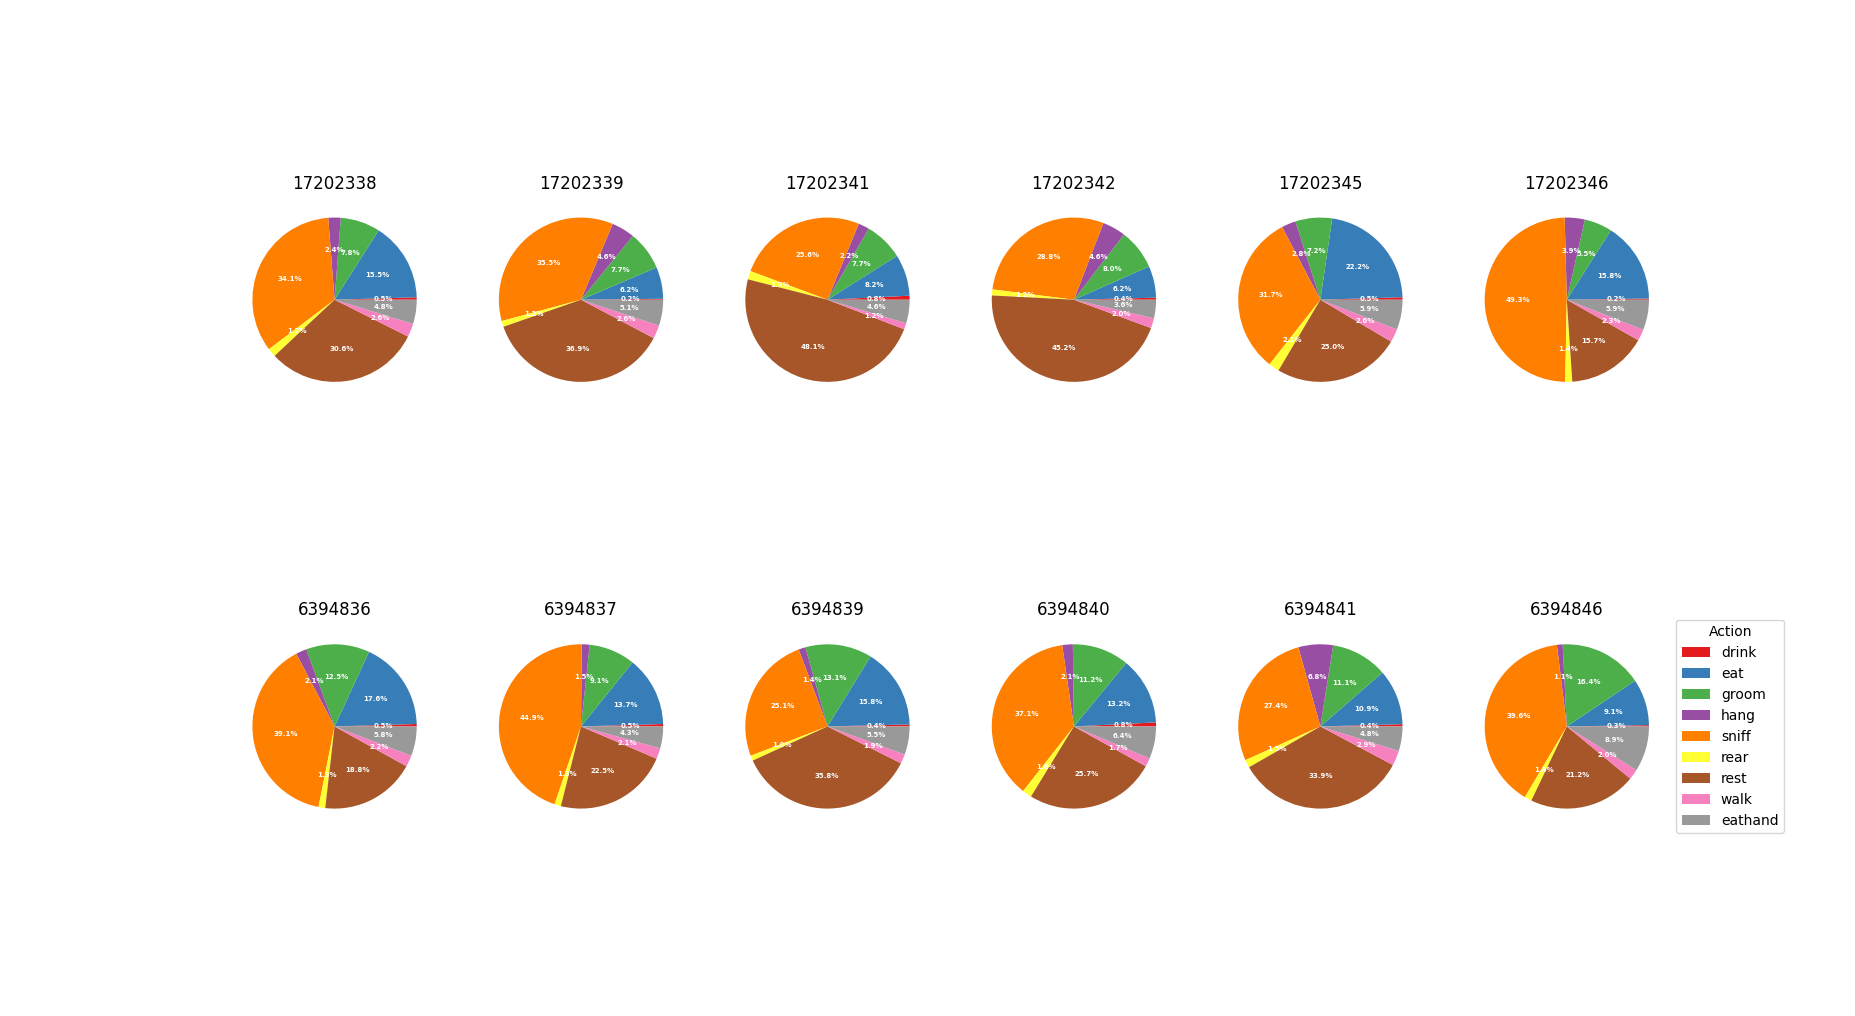 17202338 17202339 17202341 17202342 17202345 17202346
2.4% 7.8% 34.1% 15.5% 0.5% 4.8% 2.6% 30.6%
4.6% 7.7% 35.5% 6.2% 0.2% 5.1% 2.6% 36.9%
2.2% 7.7% 25.6% 8.2% 0.8% 4.6% 1.2% 48.1%
4.6% 8.0% 28.8% 6.2% 0.4% 3.6% 2.0% 45.2%
2.8% 7.2% 31.7% 22.2% 0.5% 5.9% 2.6% 25.0%
3.9% 5.5% 49.3% 15.8% 0.2% 5.9% 2.3% 15.7%
6394836 6394837 6394839 6394840 6394841 6394846
2.1% 12.5% 39.1% 17.6% 0.5% 5.8% 2.2% 18.8%
1.5% 9.1% 44.9% 13.7% 0.5% 4.3% 2.1% 22.5%
1.4% 13.1% 25.1% 15.8% 0.4% 5.5% 1.9% 35.8%
2.1% 11.2% 37.1% 13.2% 0.8% 6.4% 1.7% 25.7%
6.8% 11.1% 27.4% 10.9% 0.4% 4.8% 2.9% 33.9%
1.1% 16.4% 39.6% 9.1% 0.3% 8.9% 2.0% 21.2%
Action
drink
eat
groom
hang
sniff
rear
rest
walk
eathand